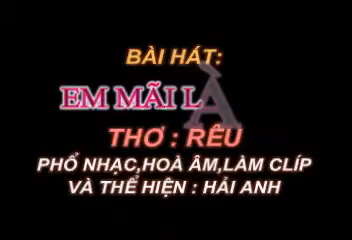 BÀI HÁT:
EM MÃI LÀ
THƠ : RÊU
PHỔ NHẠC,HOÀ ÂM,LÀM CLÍP
VÀ THỂ HIỆN : HẢI ANH